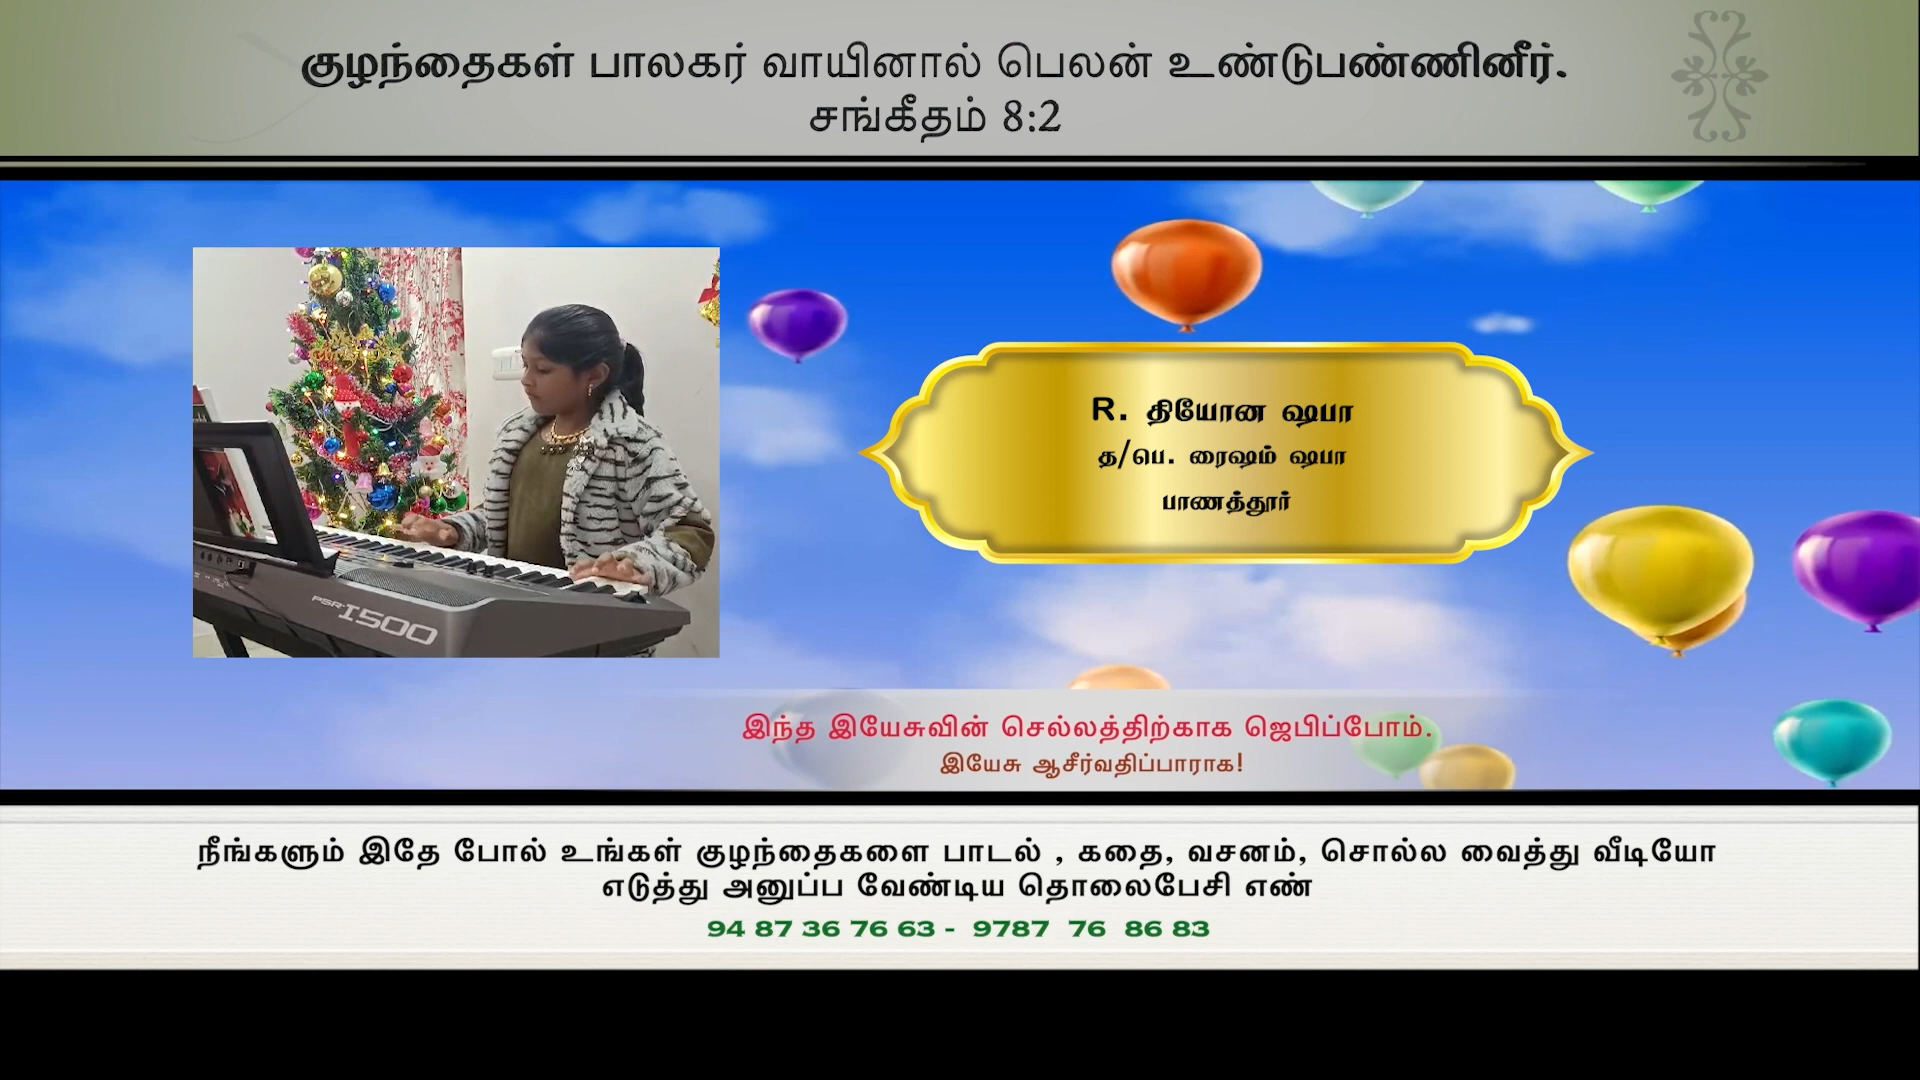 குழந்தைகள் பாலகர் வாயினால் பெலன் உண்டுபண்ணினீர்.
சங்கீதம் 8:2
R. தியோன ஷபா
த/பெ. ரைஷம் ஷபா
பாணத்தூர்
PSR-I500
இந்த இயேசுவின் செல்லத்திற்காக ஜெபிப்போம்.
இயேசு ஆசீர்வதிப்பாராக!
நீங்களும் இதே போல் உங்கள் குழந்தைகளை பாடல் , கதை, வசனம், சொல்ல வைத்து வீடியோ
எடுத்து அனுப்ப வேண்டிய தொலைபேசி எண்
94 87 36 76 63 - 9787 76 86 83